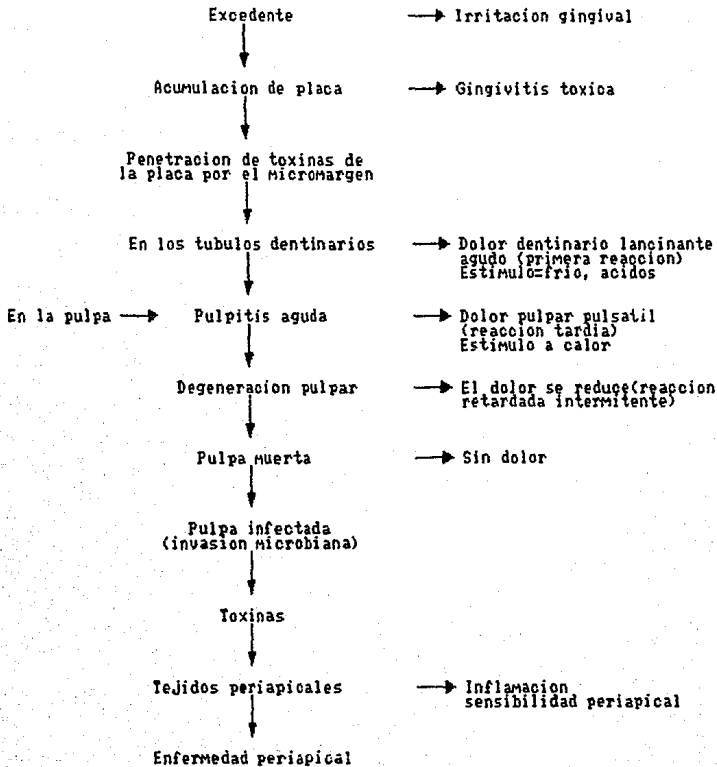 Excedente
Irritacion gingival
Acumulacion de placa
Gingivitis toxica
Penetracion de toxinas de
la placa por el micromargen
En los tubulos dentinarios
Dolor dentinario lancinante
agudo (primera reaccion)
Estimulo=frio, acidos
En la pulpa
Pulpitis aguda
Dolor pulpar pulsatil
(reaccion tardia)
Estimulo a calor
Degeneracion pulpar
El dolor se reduce(reaccion
retardada intermitente)
Pulpa muerta
Sin dolor
Pulpa infectada
(invasion microbiana)
Toxinas
Tejidos periapicales
Inflamacion
sensibilidad periapical
Enfermedad periapical